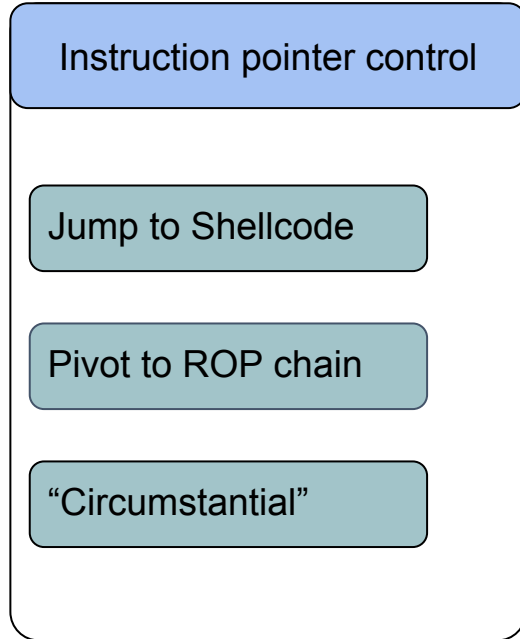 Instruction pointer control
Jump to Shellcode
Pivot to ROP chain
“Circumstantial”